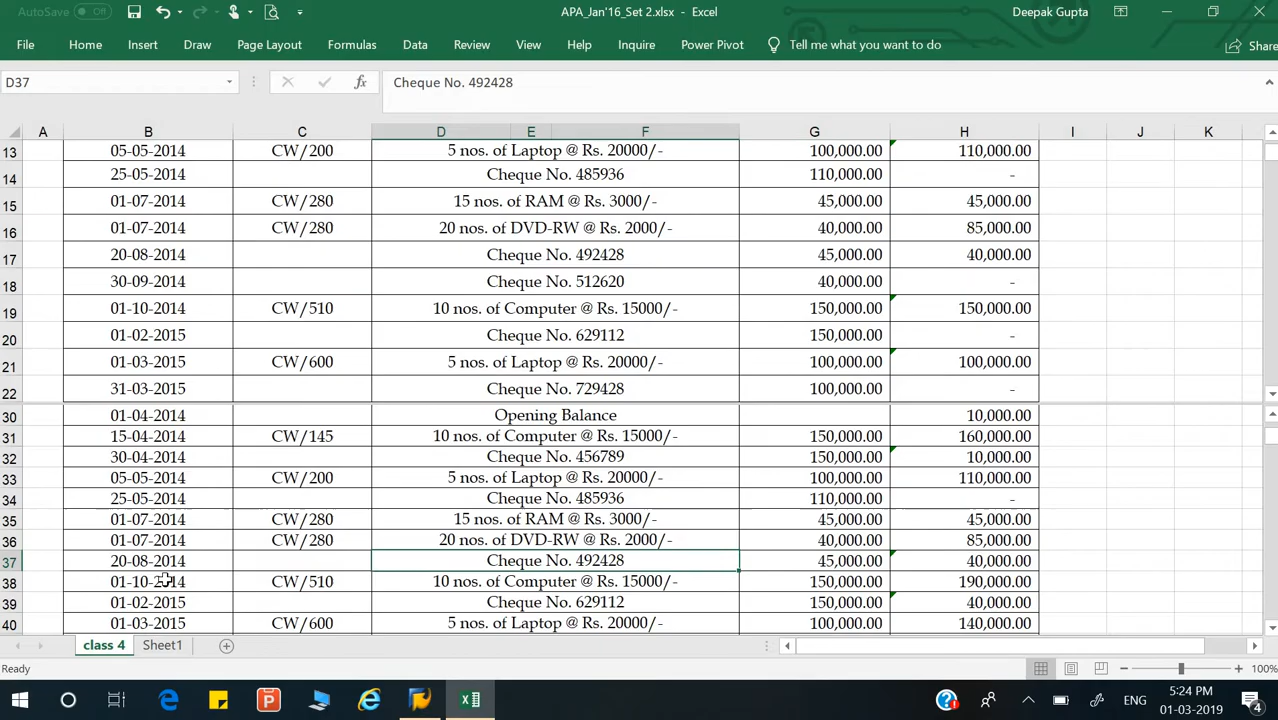 AutoSave Off APA_Jan'16_Set 2.xlsx - Excel Deepak Gupta
File Home Insert Draw Page Layout Formulas Data Review View Help Inquire Power Pivot Tell me what you want to do Share
D37 fx Cheque No. 492428
A B C D E F G H I J K
13 05-05-2014 CW/200 5 nos. of Laptop @ Rs. 20000/- 100,000.00 110,000.00
14 25-05-2014 Cheque No. 485936 110,000.00 -
15 01-07-2014 CW/280 15 nos. of RAM @ Rs. 3000/- 45,000.00 45,000.00
16 01-07-2014 CW/280 20 nos. of DVD-RW @ Rs. 2000/- 40,000.00 85,000.00
17 20-08-2014 Cheque No. 492428 45,000.00 40,000.00
18 30-09-2014 Cheque No. 512620 40,000.00 -
19 01-10-2014 CW/510 10 nos. of Computer @ Rs. 15000/- 150,000.00 150,000.00
20 01-02-2015 Cheque No. 629112 150,000.00 -
21 01-03-2015 CW/600 5 nos. of Laptop @ Rs. 20000/- 100,000.00 100,000.00
22 31-03-2015 Cheque No. 729428 100,000.00 -
30 01-04-2014 Opening Balance 10,000.00
31 15-04-2014 CW/145 10 nos. of Computer @ Rs. 15000/- 150,000.00 160,000.00
32 30-04-2014 Cheque No. 456789 150,000.00 10,000.00
33 05-05-2014 CW/200 5 nos. of Laptop @ Rs. 20000/- 100,000.00 110,000.00
34 25-05-2014 Cheque No. 485936 110,000.00 -
35 01-07-2014 CW/280 15 nos. of RAM @ Rs. 3000/- 45,000.00 45,000.00
36 01-07-2014 CW/280 20 nos. of DVD-RW @ Rs. 2000/- 40,000.00 85,000.00
37 20-08-2014 Cheque No. 492428 45,000.00 40,000.00
38 01-10-2014 CW/510 10 nos. of Computer @ Rs. 15000/- 150,000.00 190,000.00
39 01-02-2015 Cheque No. 629112 150,000.00 40,000.00
40 01-03-2015 CW/600 5 nos. of Laptop @ Rs. 20000/- 100,000.00 140,000.00
class 4 Sheet1
Ready 100%
ENG 5:24 PM
01-03-2019 4